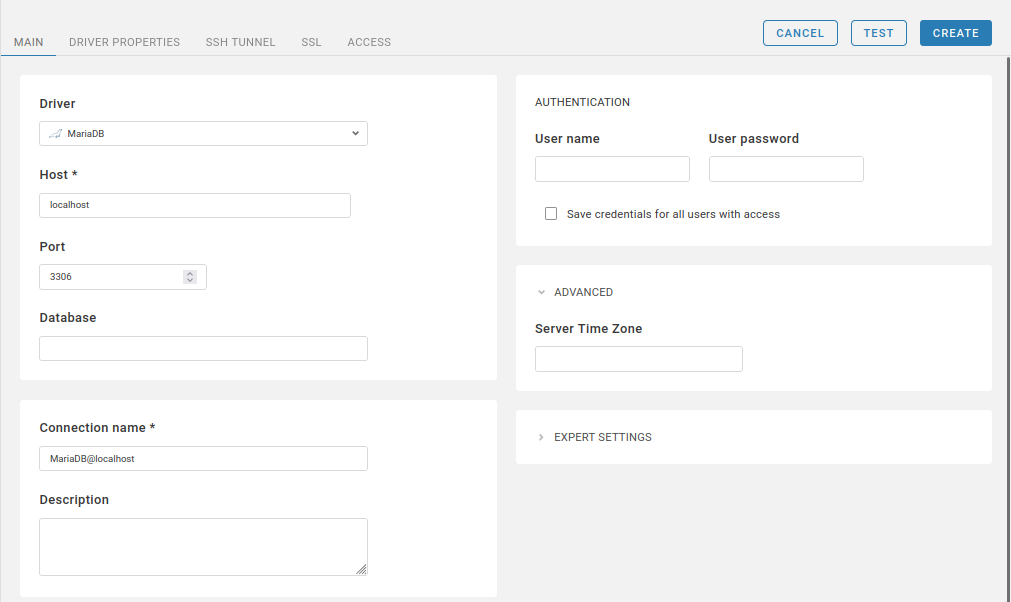 MAIN DRIVER PROPERTIES SSH TUNNEL SSL ACCESS CANCEL TEST CREATE
Driver
MariaDB
Host *
localhost
Port
3306
Database
Connection name *
MariaDB@localhost
Description
AUTHENTICATION
User name User password
Save credentials for all users with access
ADVANCED
Server Time Zone
EXPERT SETTINGS